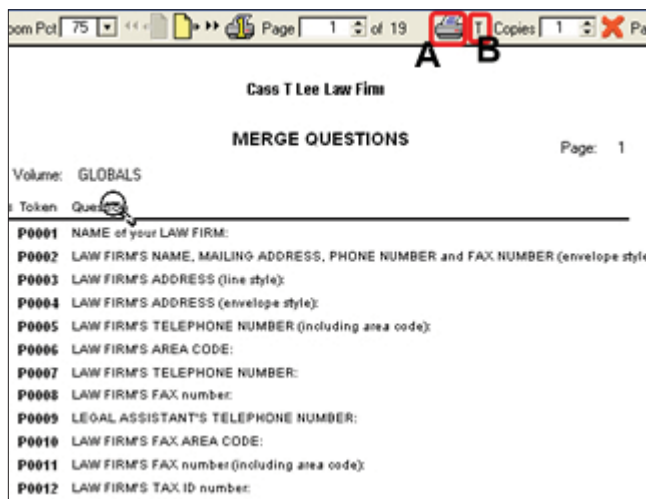 oom Pct 75 Page 1 of 19 T Copies 1 Pa
A B
Cass T Lee Law Firm
MERGE QUESTIONS
Page: 1
Volume: GLOBALS
Token Question
P0001 NAME of your LAW FIRM:
P0002 LAW FIRM'S NAME, MAILING ADDRESS, PHONE NUMBER and FAX NUMBER (envelope style
P0003 LAW FIRM'S ADDRESS (line style):
P0004 LAW FIRM'S ADDRESS (envelope style):
P0005 LAW FIRM'S TELEPHONE NUMBER (including area code):
P0006 LAW FIRM'S AREA CODE:
P0007 LAW FIRM'S TELEPHONE NUMBER:
P0008 LAW FIRM'S FAX number:
P0009 LEGAL ASSISTANT'S TELEPHONE NUMBER:
P0010 LAW FIRM'S FAX AREA CODE:
P0011 LAW FIRM'S FAX number (including area code):
P0012 LAW FIRM'S TAX ID number: